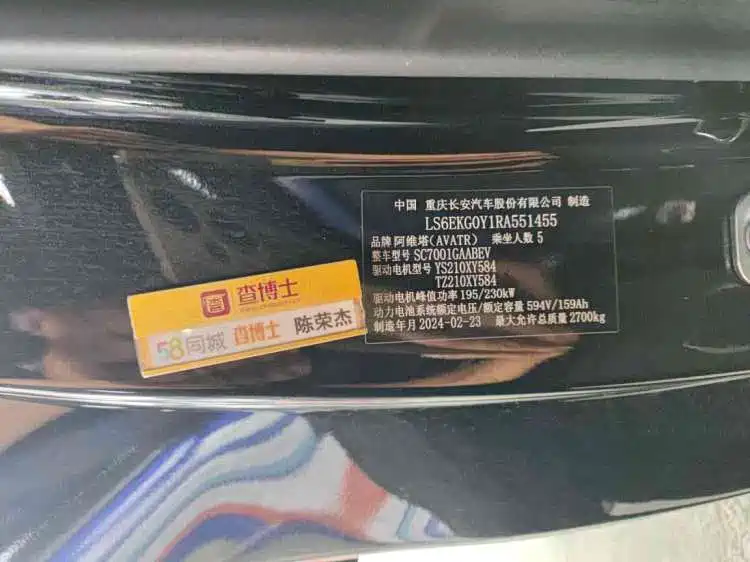 中国 重庆长安汽车股份有限公司 制造
LS6EKG0Y1RA551455
品牌 阿维塔(AVATR) 乘坐人数 5
整车型号 SC7001GAABEV
驱动电机型号 YS210XY584
TZ210XY584
驱动电机峰值功率 195/230kW
动力电池系统额定电压/额定容量 594V/159Ah
制造年月 2024-02-23 最大允许总质量 2700kg
查 查博士
58同城 查博士 陈荣杰